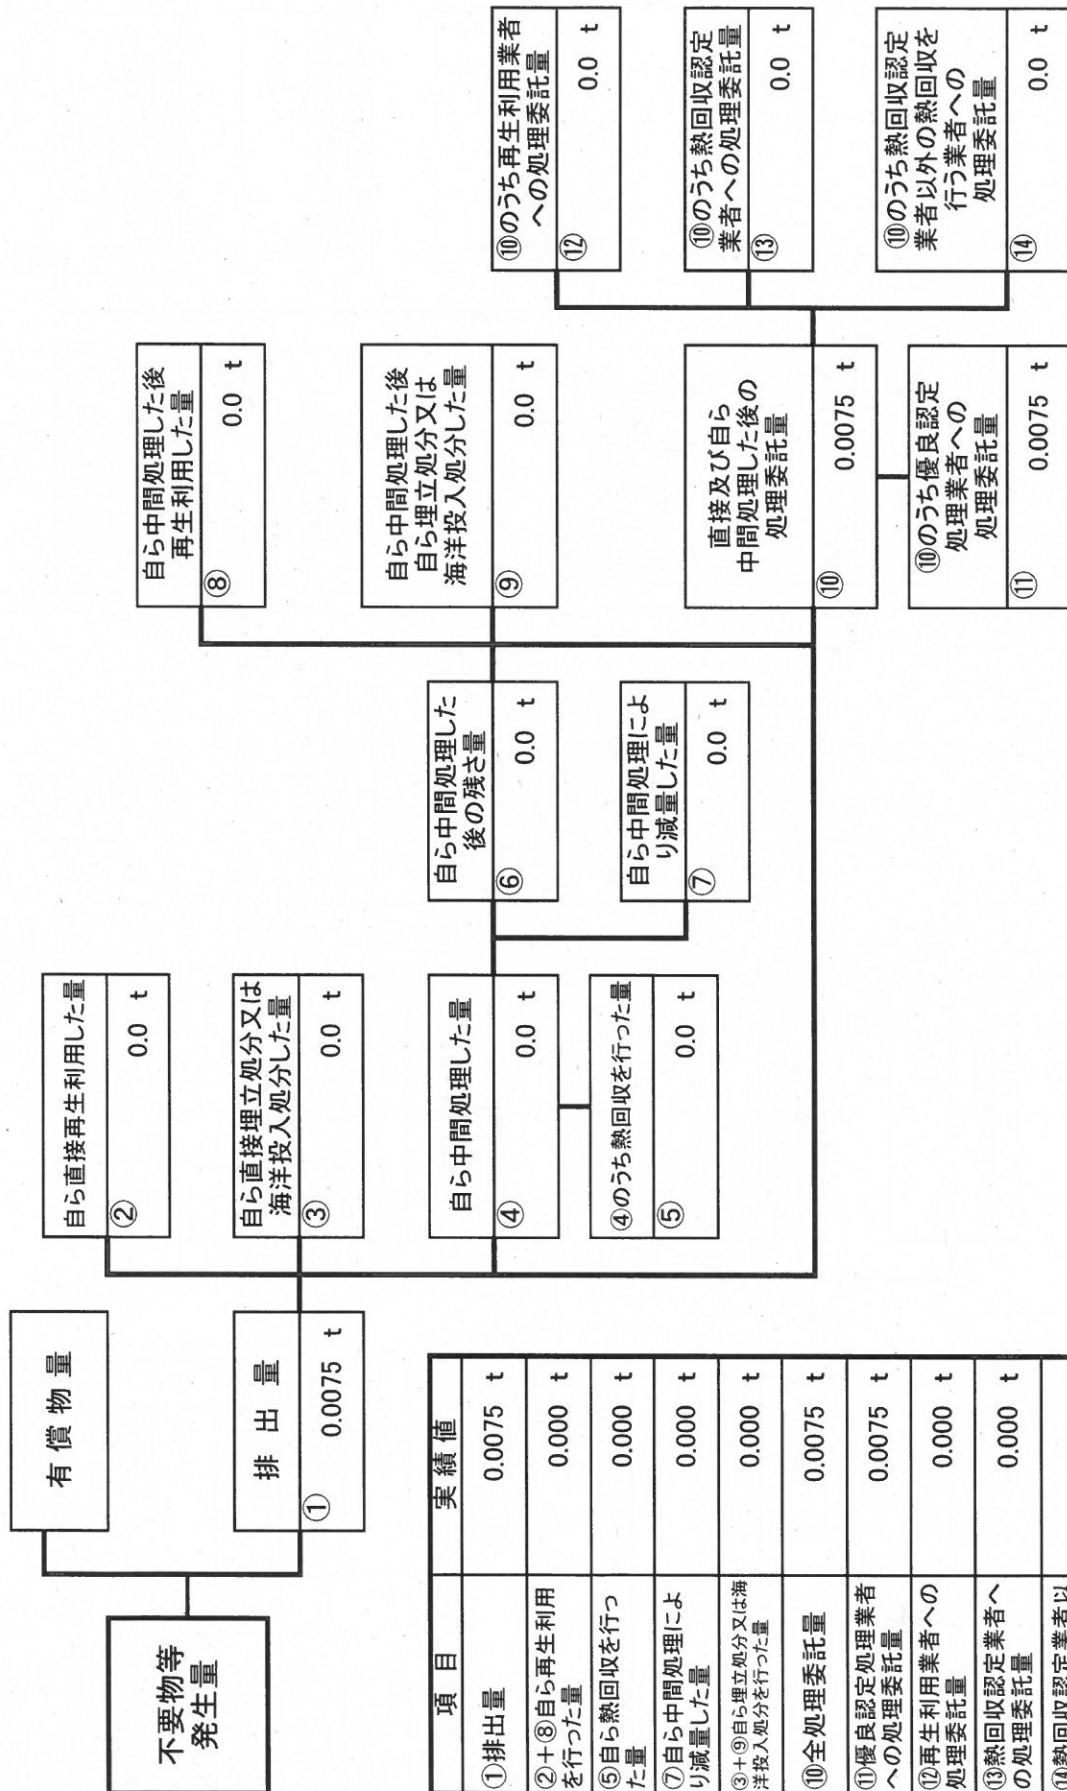 不要物等
発生量
有償物量
排出量
①
0.0075 t
自ら直接再生利用した量
②
0.0 t
自ら直接埋立処分又は
海洋投入処分した量
③
0.0 t
自ら中間処理した量
④
0.0 t
④のうち熱回収を行った量
⑤
0.0 t
自ら中間処理した
後の残さ量
⑥
0.0 t
自ら中間処理によ
り減量した量
⑦
0.0 t
自ら中間処理した後
再生利用した量
⑧
0.0 t
自ら中間処理した後
自ら埋立処分又は
海洋投入処分した量
⑨
0.0 t
直接及び自ら
中間処理した後の
処理委託量
⑩
0.0075 t
⑩のうち優良認定
処理業者への
処理委託量
⑪
0.0075 t
⑩のうち再生利用業者
への処理委託量
⑫
0.0 t
⑩のうち熱回収認定
業者への処理委託量
⑬
0.0 t
⑩のうち熱回収認定
業者以外の熱回収を
行う業者への
処理委託量
⑭
0.0 t
項目 実績値
①排出量 0.0075 t
②+⑧自ら再生利用
を行った量 0.000 t
⑤自ら熱回収を行っ
た量 0.000 t
⑦自ら中間処理によ
り減量した量 0.000 t
③+⑨自ら埋立処分又は海
洋投入処分を行った量 0.000 t
⑩全処理委託量 0.0075 t
⑪優良認定処理業者
への処理委託量 0.0075 t
⑫再生利用業者への
処理委託量 0.000 t
⑬熱回収認定業者へ
の処理委託量 0.000 t
⑭熱回収認定業者以